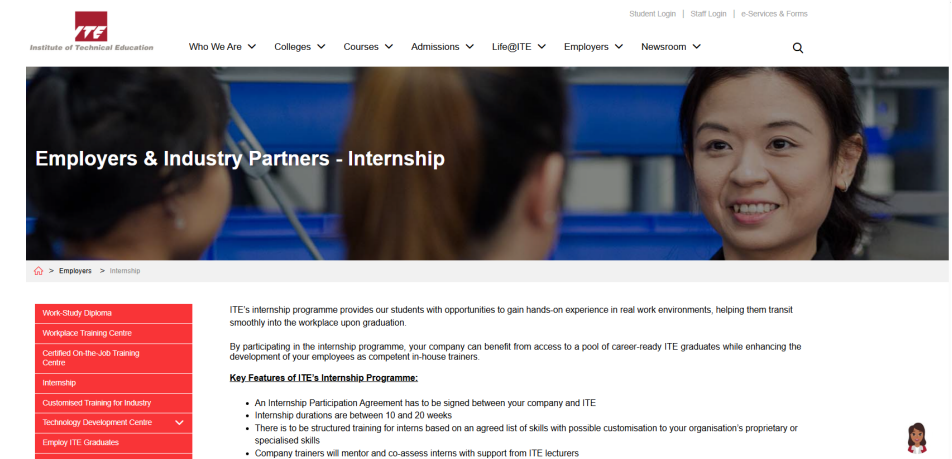 Student Login | Staff Login | e-Services & Forms
ITE
Institute of Technical Education
Who We Are Colleges Courses Admissions Life@ITE Employers Newsroom
Employers & Industry Partners - Internship
> Employers > Internship
Work-Study Diploma
Workplace Training Centre
Certified On-the-Job Training
Centre
Internship
Customised Training for Industry
Technology Development Centre
Employ ITE Graduates
ITE's internship programme provides our students with opportunities to gain hands-on experience in real work environments, helping them transit
smoothly into the workplace upon graduation.
By participating in the internship programme, your company can benefit from access to a pool of career-ready ITE graduates while enhancing the
development of your employees as competent in-house trainers.
Key Features of ITE's Internship Programme:
• An Internship Participation Agreement has to be signed between your company and ITE
• Internship durations are between 10 and 20 weeks
• There is to be structured training for interns based on an agreed list of skills with possible customisation to your organisation's proprietary or
specialised skills
• Company trainers will mentor and co-assess interns with support from ITE lecturers